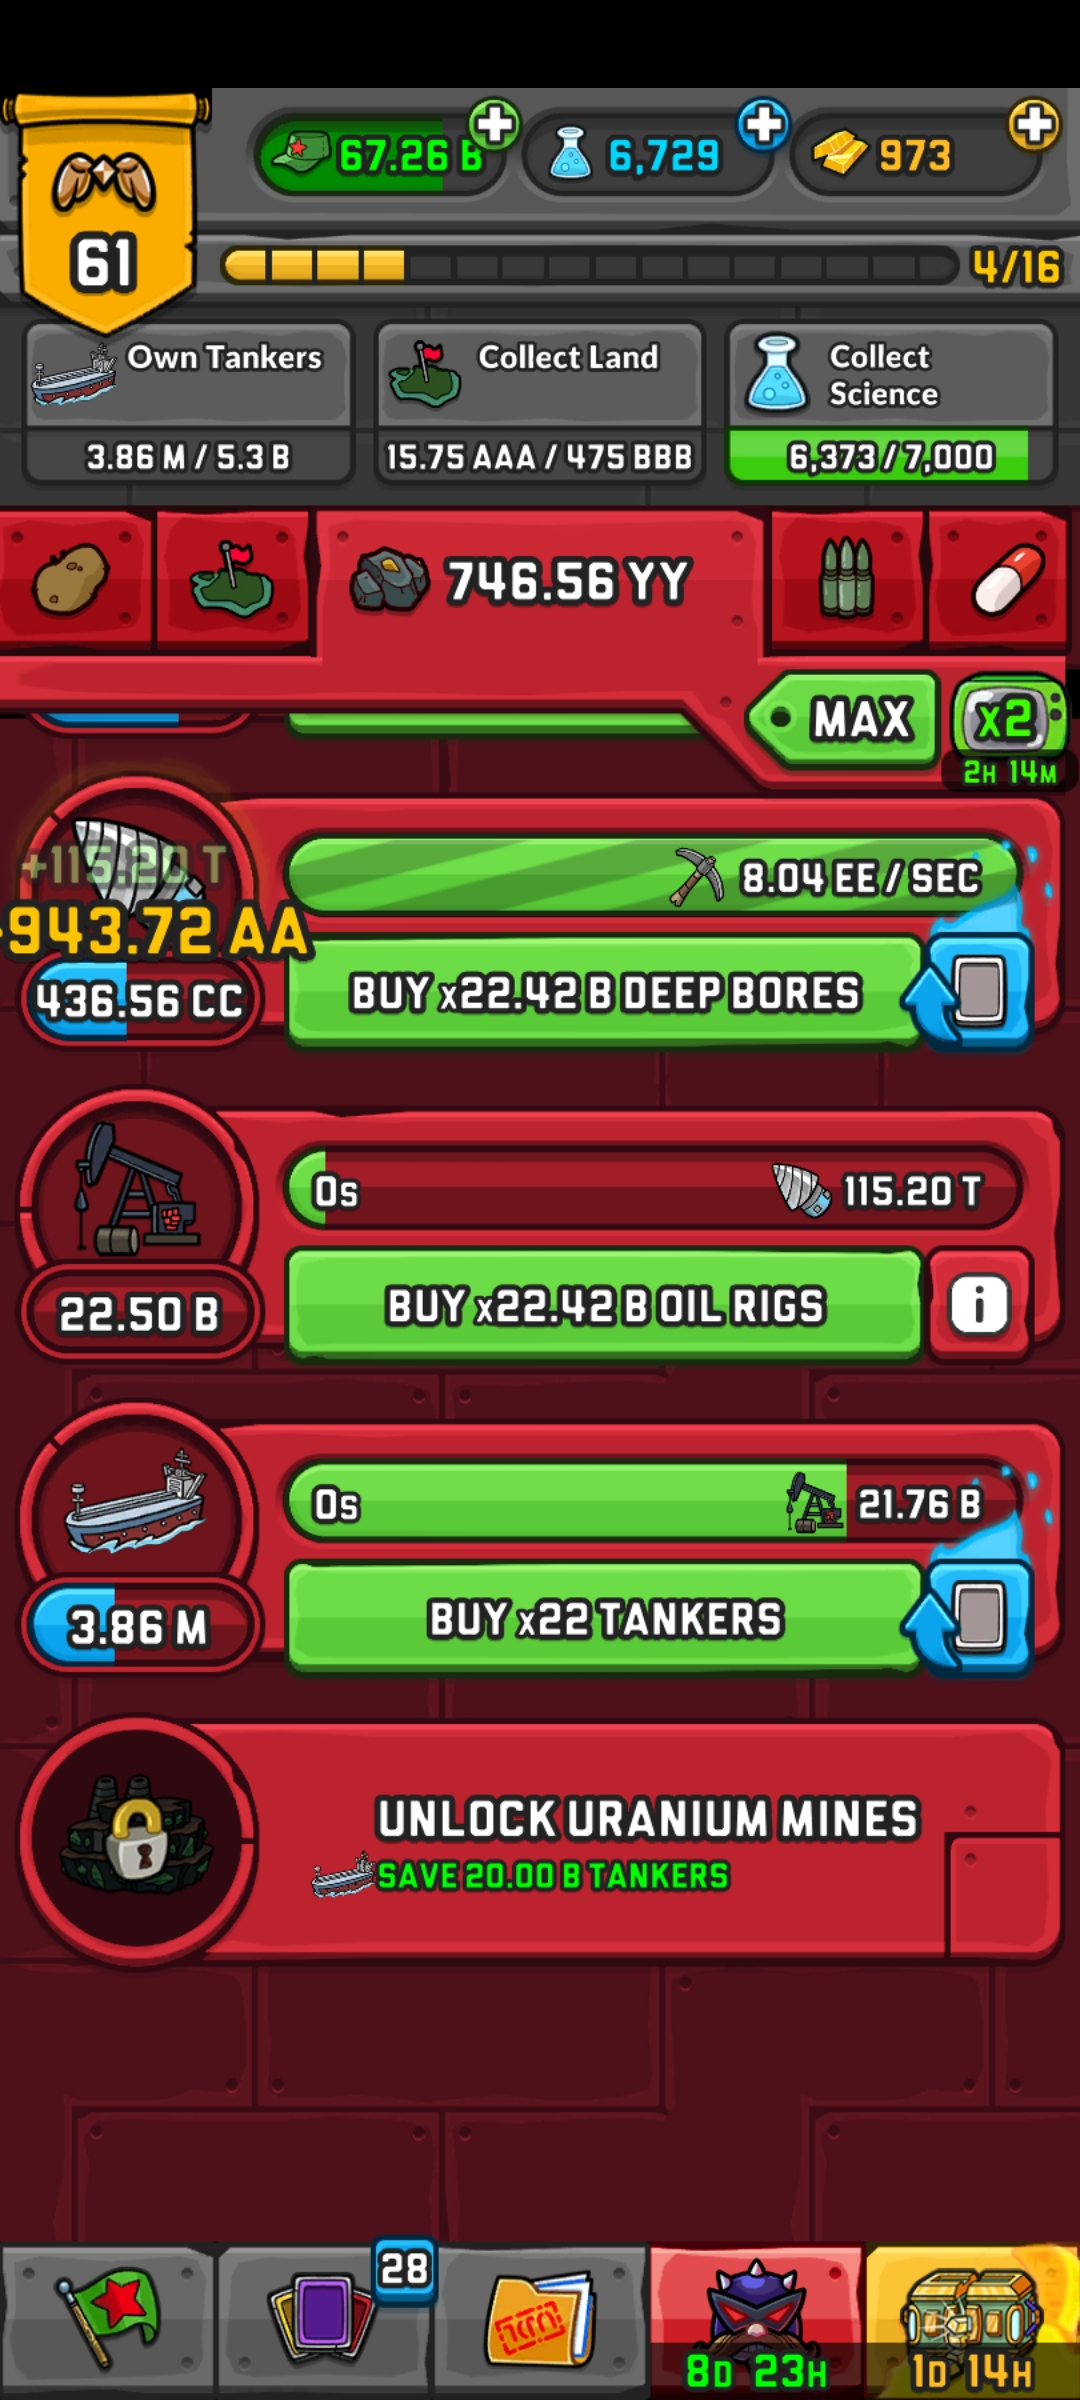 67.26 B
6,729
973
61
4/16
Own Tankers
3.86 M / 5.3 B
Collect Land
15.75 AAA / 475 BBB
Collect
Science
6,373 / 7,000
746.56 YY
MAX
x2
2H 14M
+115.20 T
943.72 AA
436.56 CC
8.04 EE / SEC
BUY x22.42 B DEEP BORES
0s
115.20 T
22.50 B
BUY x22.42 B OIL RIGS
i
0s
21.76 B
3.86 M
BUY x22 TANKERS
UNLOCK URANIUM MINES
SAVE 20.00 B TANKERS
28
8D 23H
1D 14H